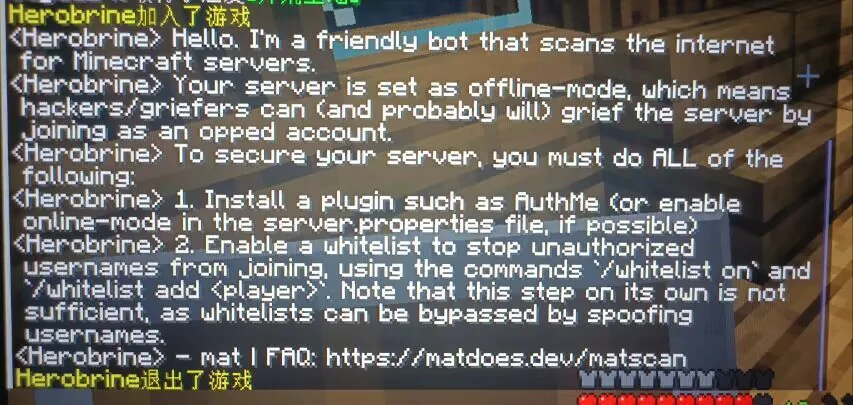 Herobrine加入了游戏
<Herobrine> Hello. I'm a friendly bot that scans the internet
for Minecraft servers.
<Herobrine> Your server is set as offline-mode, which means
hackers/griefers can (and probably will) grief the server by
joining as an opped account.
<Herobrine> To secure your server, you must do ALL of the
following:
<Herobrine> 1. Install a plugin such as AuthMe (or enable
online-mode in the server.properties file, if possible)
<Herobrine> 2. Enable a whitelist to stop unauthorized
usernames from joining, using the commands `/whitelist on` and
`/whitelist add <player>`. Note that this step on its own is not
sufficient, as whitelists can be bypassed by spoofing
usernames.
<Herobrine> - mat | FAQ: https://matdoes.dev/matscan
Herobrine退出了游戏